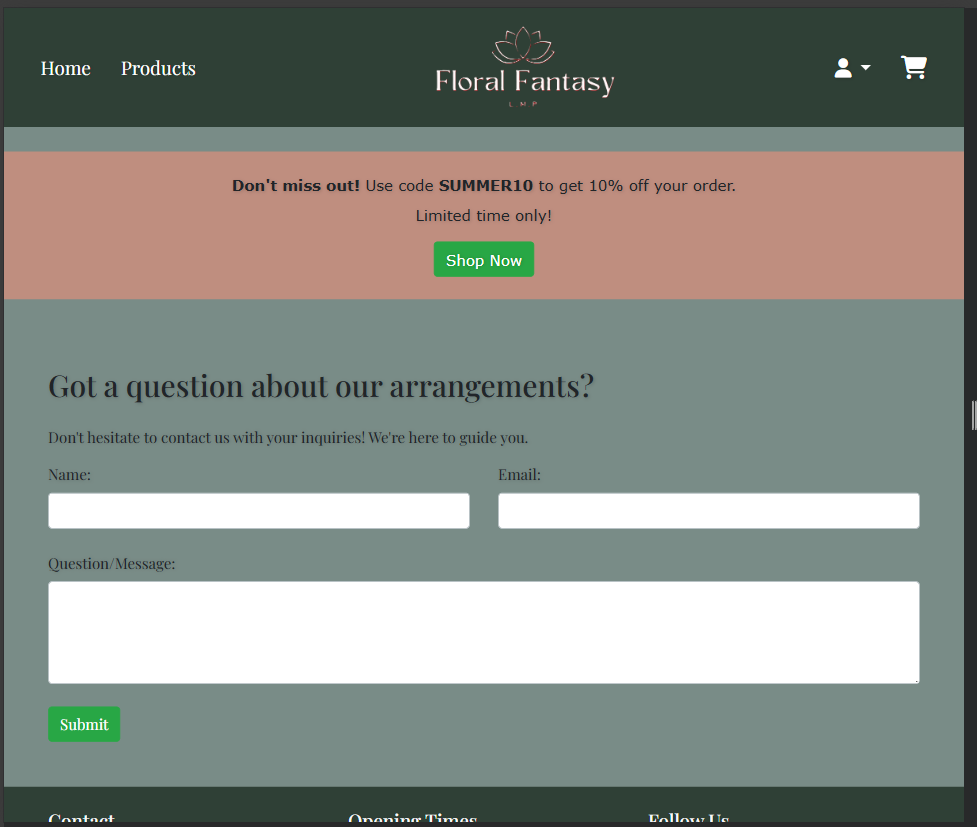 Home Products
Floral Fantasy
L M P
Don't miss out! Use code SUMMER10 to get 10% off your order.
Limited time only!
Shop Now
Got a question about our arrangements?
Don't hesitate to contact us with your inquiries! We're here to guide you.
Name: Email:
Question/Message:
Submit
Contact Opening Times Follow Us